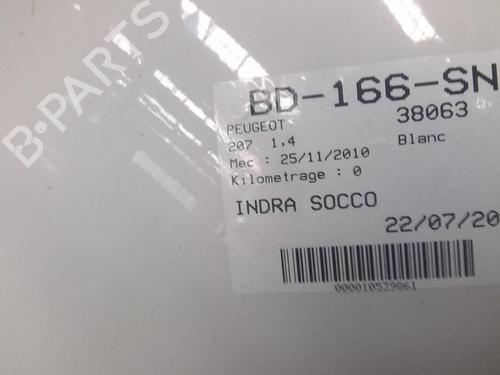 B-PARTS
BD-166-SN
PEUGEOT 38063
207 1,4 Blanc
Mec : 25/11/2010
Kilometrage : 0
INDRA SOCCO
22/07/20
000010539861